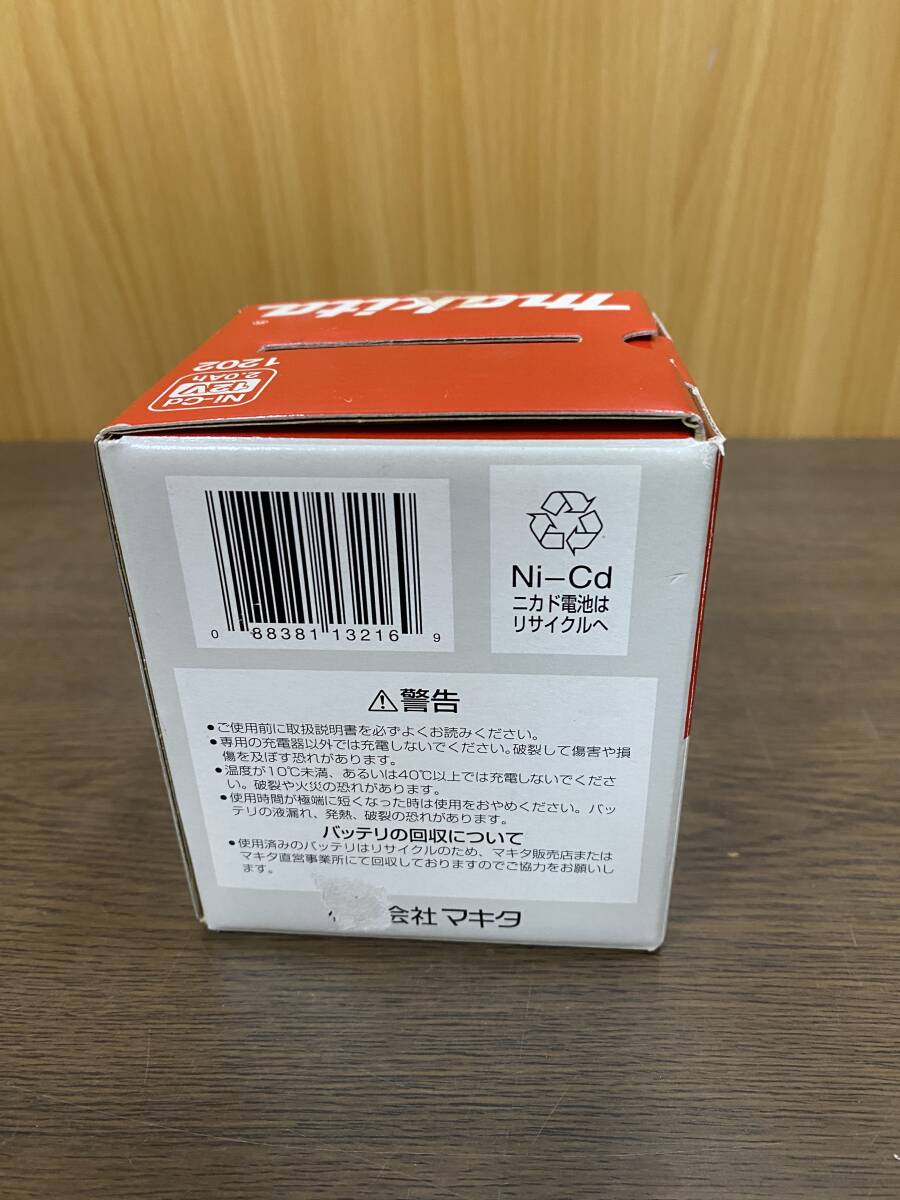 makita®
1202
Ni-Cd
12V
2.0Ah
0 88381 13216 9
Ni-Cd
ニカド電池は
リサイクルへ
⚠警告
●ご使用前に取扱説明書を必ずよくお読みください。
●専用の充電器以外では充電しないでください。破裂して傷害や損
傷を及ぼす恐れがあります。
●温度が10℃未満、あるいは40℃以上では充電しないでくださ
い。破裂や火災の恐れがあります。
●使用時間が極端に短くなった時は使用をおやめください。バッ
テリの液漏れ、発熱、破裂の恐れがあります。
バッテリの回収について
●使用済みのバッテリはリサイクルのため、マキタ販売店または
マキタ直営事業所にて回収しておりますのでご協力をお願いし
ます。
会社マキタ